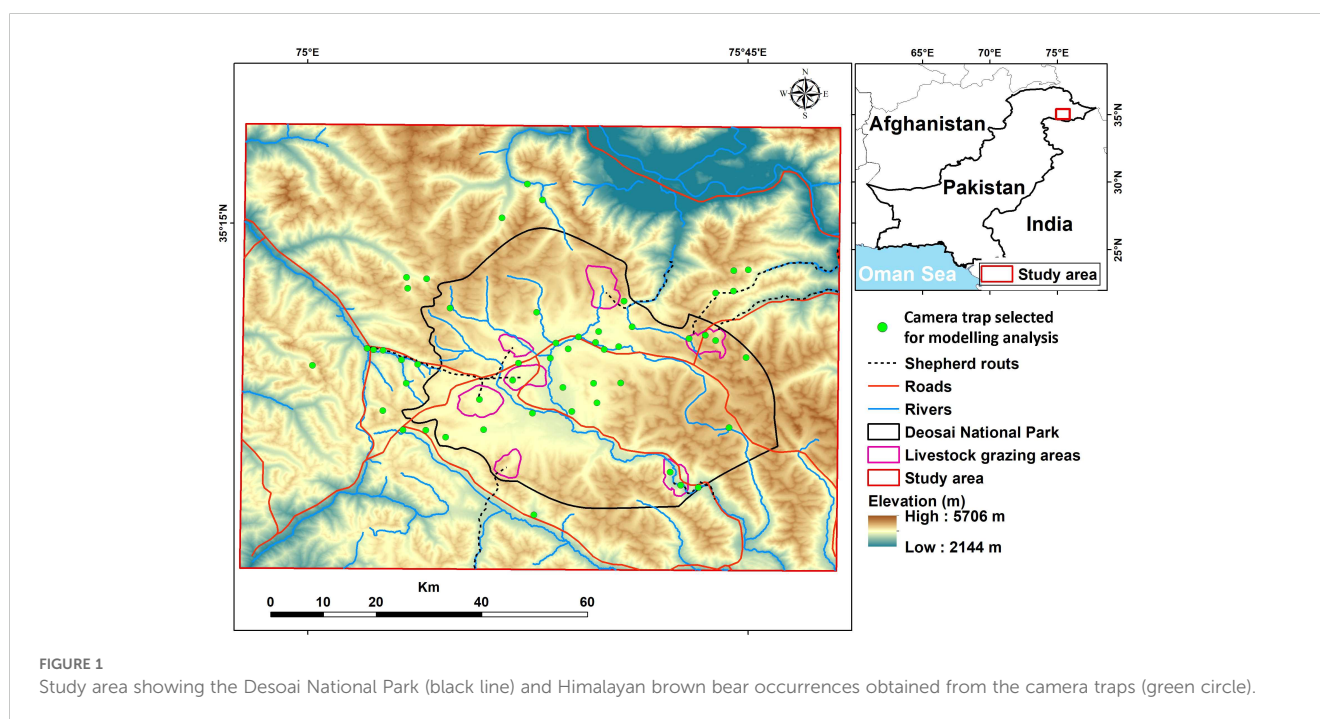 75°E
75°45'E
35°15'N
N
W
E
S
Km
0 10 20 40 60
65°E 70°E 75°E
35°N
30°N
25°N
Afghanistan
Pakistan
India
Oman Sea
Study area
Camera trap selected
for modelling analysis
Shepherd routs
Roads
Rivers
Deosai National Park
Livestock grazing areas
Study area
Elevation (m)
High : 5706 m
Low : 2144 m
FIGURE 1
Study area showing the Desoai National Park (black line) and Himalayan brown bear occurrences obtained from the camera traps (green circle).